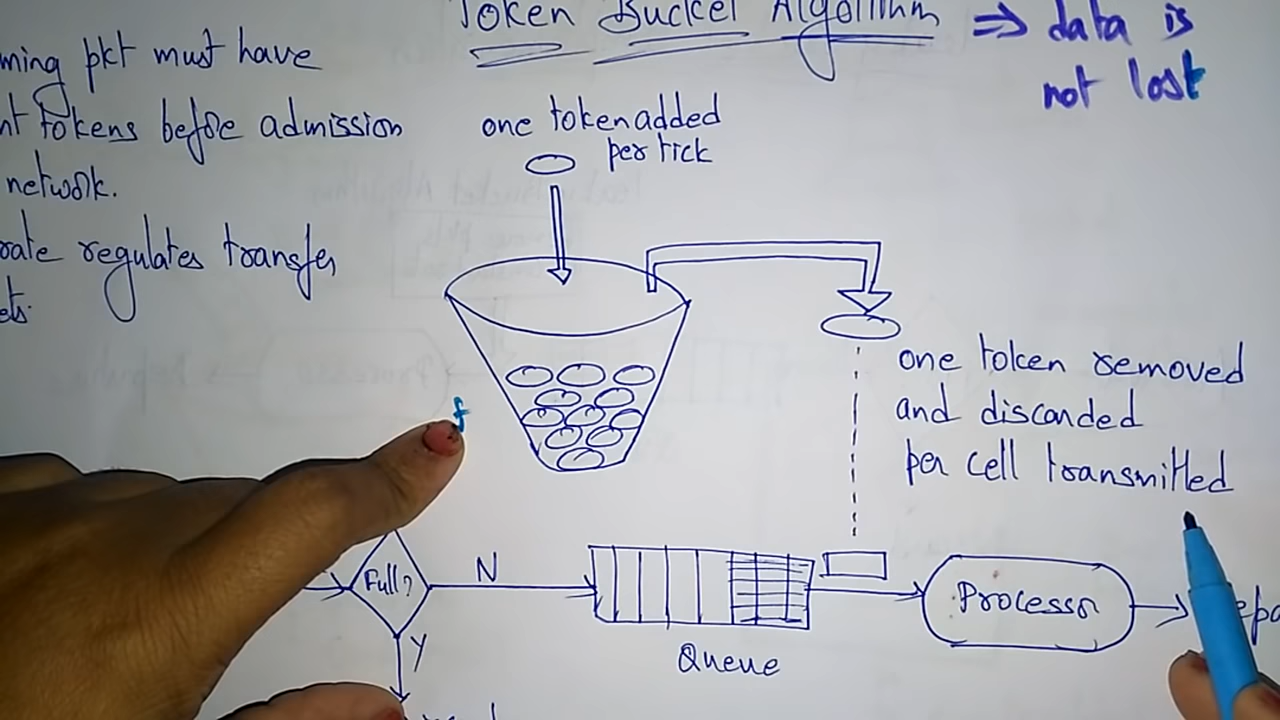 Token Bucket Algorithm ⇒ data is
not lost
ming pkt must have
nt tokens before admission
network.
rate regulates transfer
ets.
one token added
per tick
one token removed
and discarded
per cell transmitted
Full?
N
Y
Queue
Processor